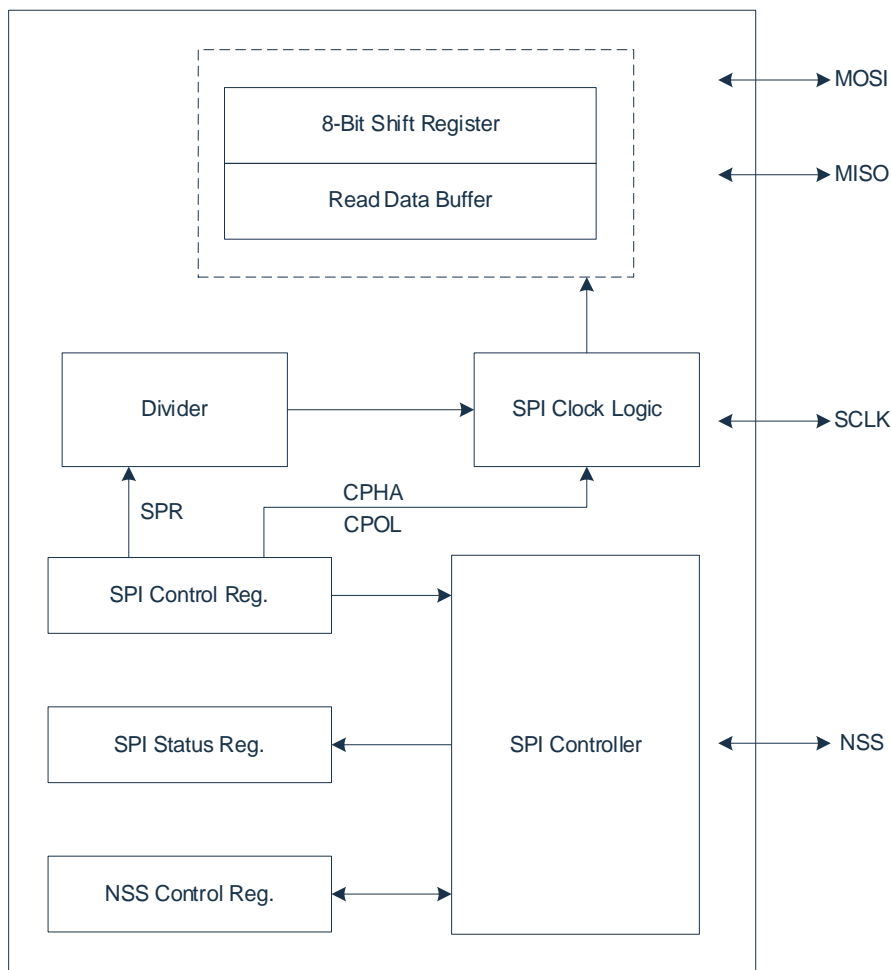 MOSI
8-Bit Shift Register
MISO
Read Data Buffer
Divider
SPI Clock Logic
SCLK
CPHA
SPR
CPOL
SPI Control Reg.
SPI Status Reg.
SPI Controller
NSS
NSS Control Reg.